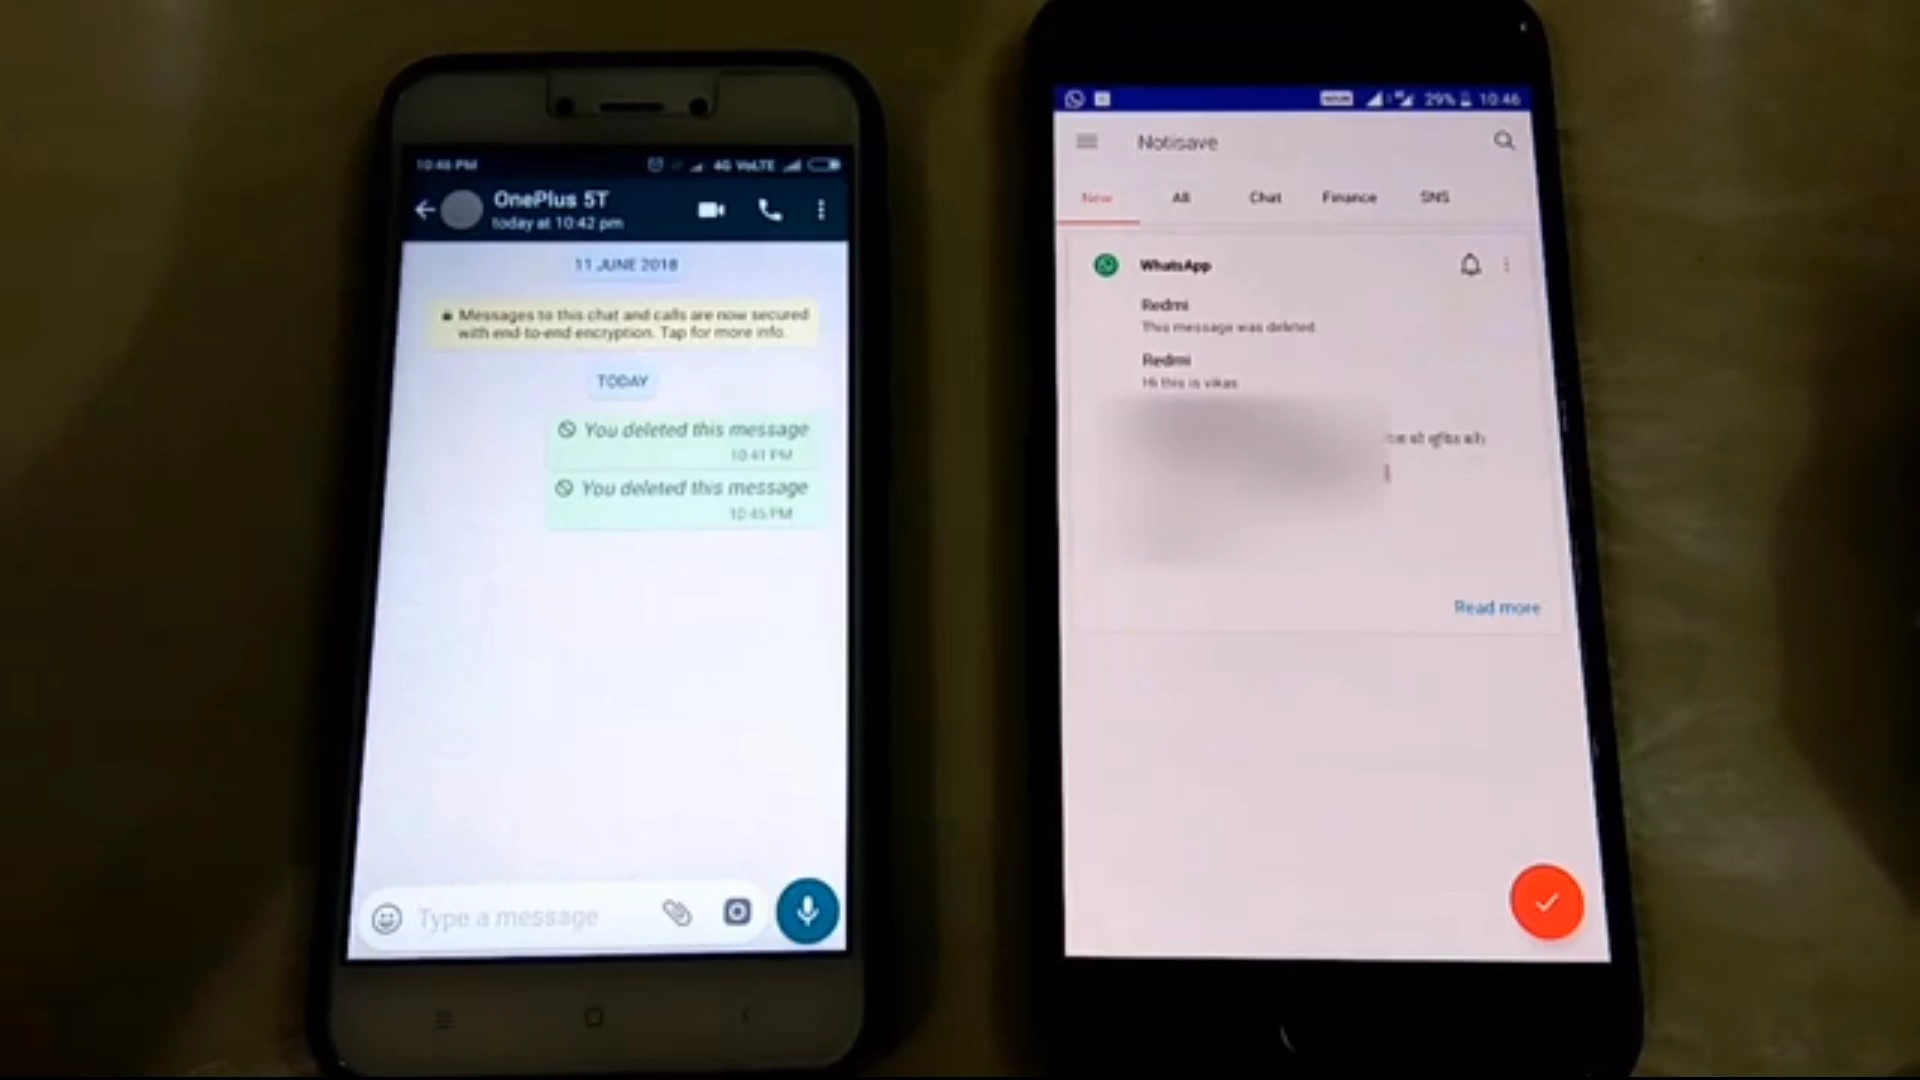 10:46 PM
4G VoLTE
OnePlus 5T
today at 10:42 pm
11 JUNE 2018
Messages to this chat and calls are now secured
with end-to-end encryption. Tap for more info.
TODAY
You deleted this message
10:41 PM
You deleted this message
10:45 PM
Type a message
29% 10:46
Notisave
New All Chat Finance SNS
WhatsApp
Redmi
This message was deleted
Redmi
Hi this is vikas
को सूचित करें
Read more